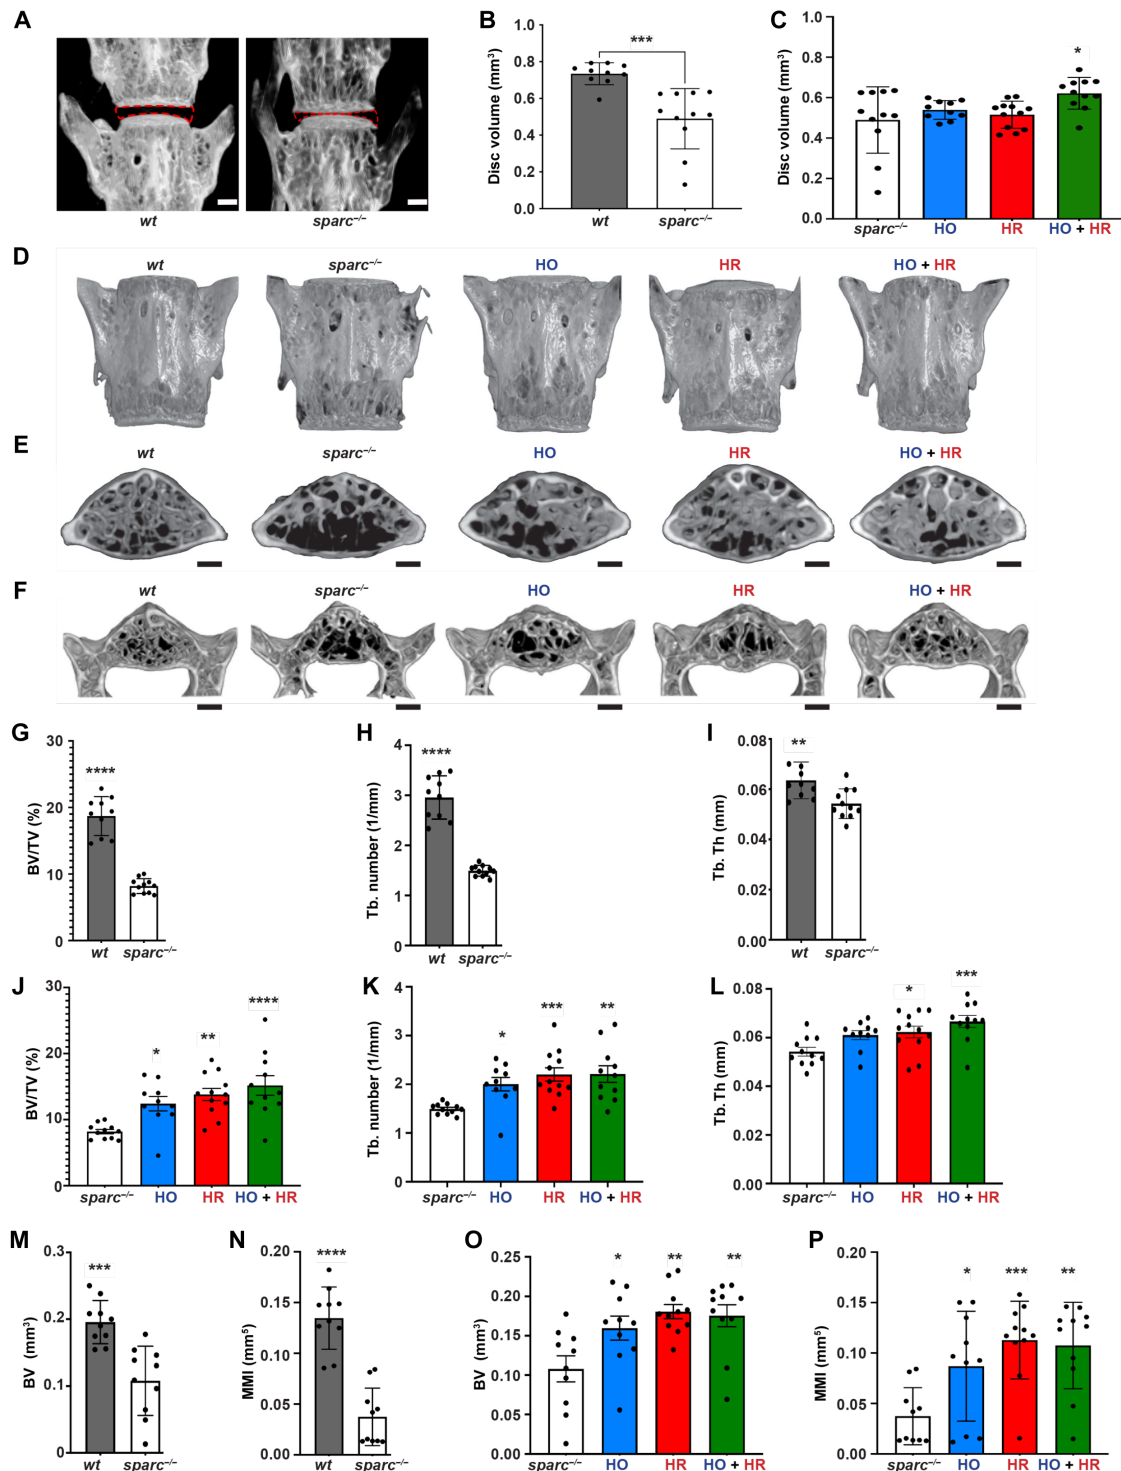 A
wt
sparc–/–
B
Disc volume (mm3)
1.0
0.8
0.6
0.4
0.2
0.0
***
wt
sparc–/–
C
Disc volume (mm3)
1.0
0.8
0.6
0.4
0.2
0.0
*
sparc–/– HO HR HO + HR
D
wt sparc–/– HO HR HO + HR
E
wt sparc–/– HO HR HO + HR
F
wt sparc–/– HO HR HO + HR
G
BV/TV (%)
30
20
10
0
****
wt sparc–/–
H
Tb. number (1/mm)
4
3
2
1
0
****
wt sparc–/–
I
Tb. Th (mm)
0.08
0.06
0.04
0.02
0.00
**
wt sparc–/–
J
BV/TV (%)
30
20
10
0
* ** ****
sparc–/– HO HR HO + HR
K
Tb. number (1/mm)
4
3
2
1
0
* *** **
sparc–/– HO HR HO + HR
L
Tb. Th (mm)
0.08
0.06
0.04
0.02
0.00
* ***
sparc–/– HO HR HO + HR
M
BV (mm3)
0.3
0.2
0.1
0
***
wt sparc–/–
N
MMI (mm5)
0.20
0.15
0.10
0.05
0.00
****
wt sparc–/–
O
BV (mm3)
0.25
0.20
0.15
0.10
0.05
0.00
* ** **
sparc–/– HO HR HO + HR
P
MMI (mm5)
0.20
0.15
0.10
0.05
0.00
* *** **
sparc–/– HO HR HO + HR